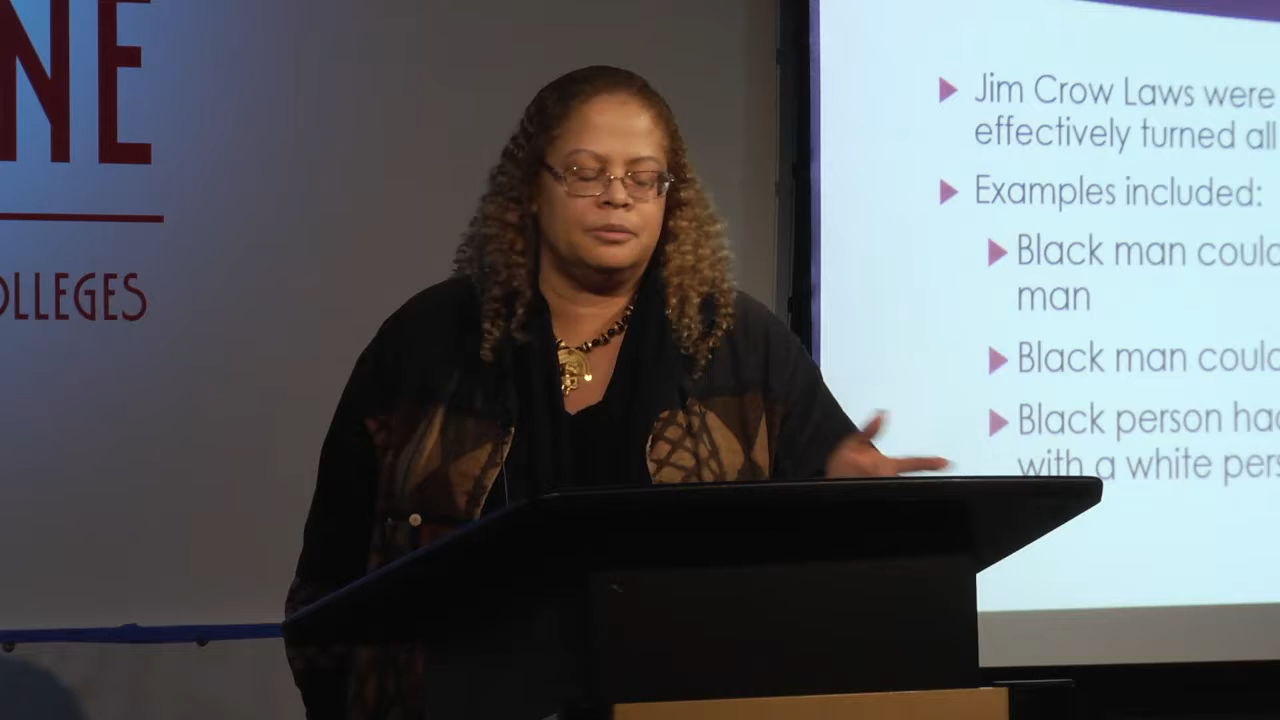 NE
OLLEGES
Jim Crow Laws were
effectively turned all
Examples included:
Black man could
man
Black man could
Black person had
with a white pers